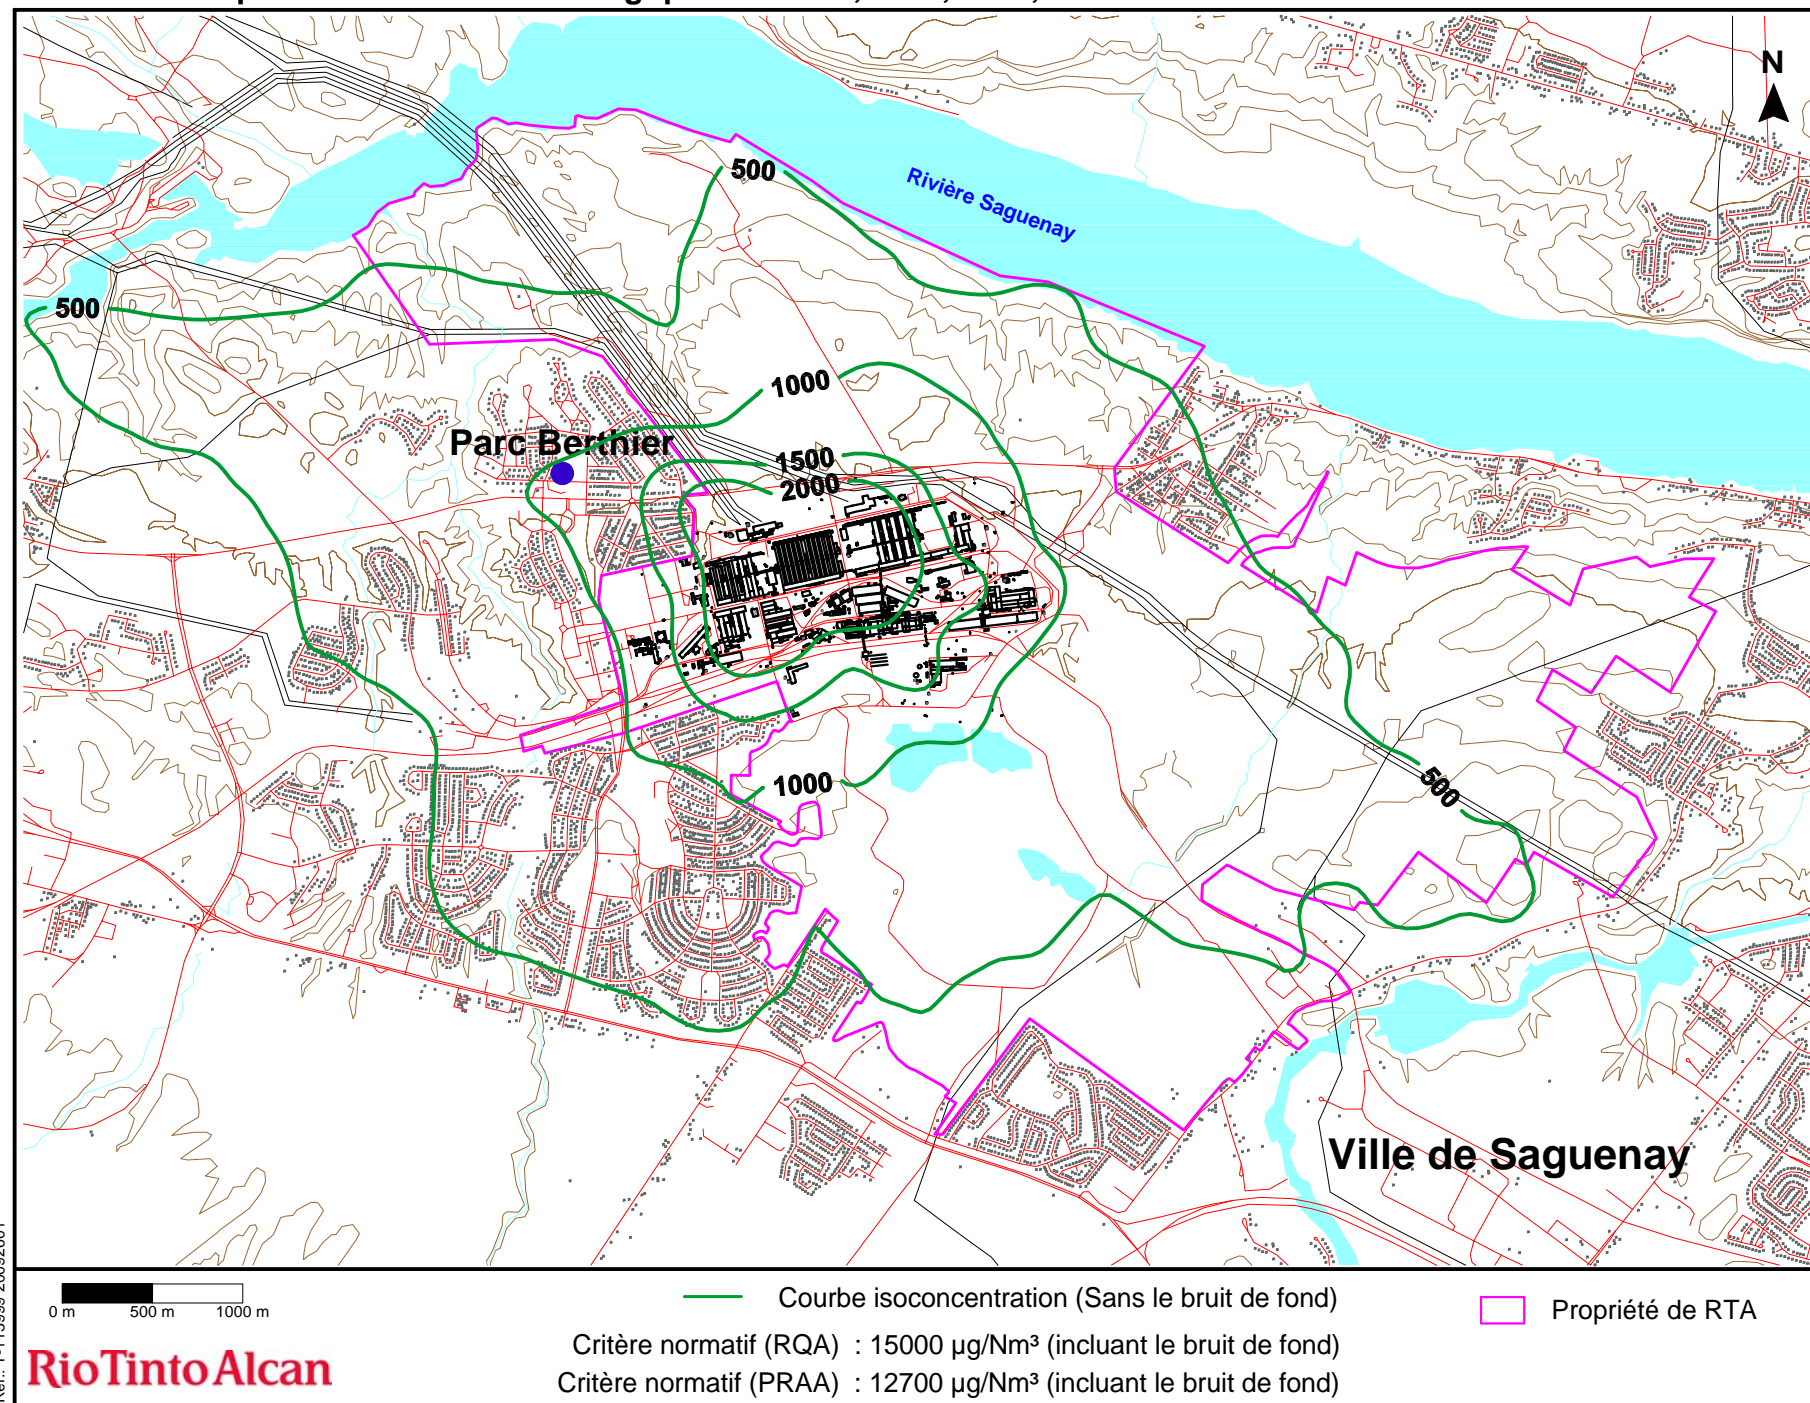 N
500
Rivière Saguenay
500
1000
Parc Berthier
1500
2000
500
1000
Ville de Saguenay
0 m 500 m 1000 m
Courbe isoconcentration (Sans le bruit de fond)
Propriété de RTA
Critère normatif (RQA) : 15000 µg/Nm³ (incluant le bruit de fond)
RioTintoAlcan
Critère normatif (PRAA) : 12700 µg/Nm³ (incluant le bruit de fond)